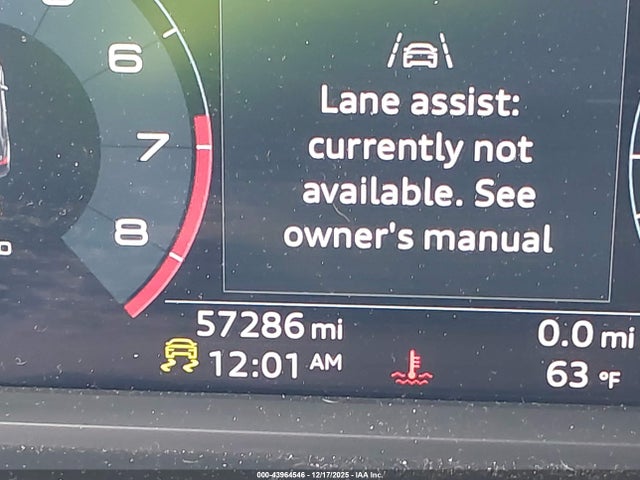 6
7
8
Lane assist:
currently not
available. See
owner's manual
57286 mi
0.0 mi
12:01 AM
63 °F
000-43964546 - 12/17/2025 - IAA Inc.